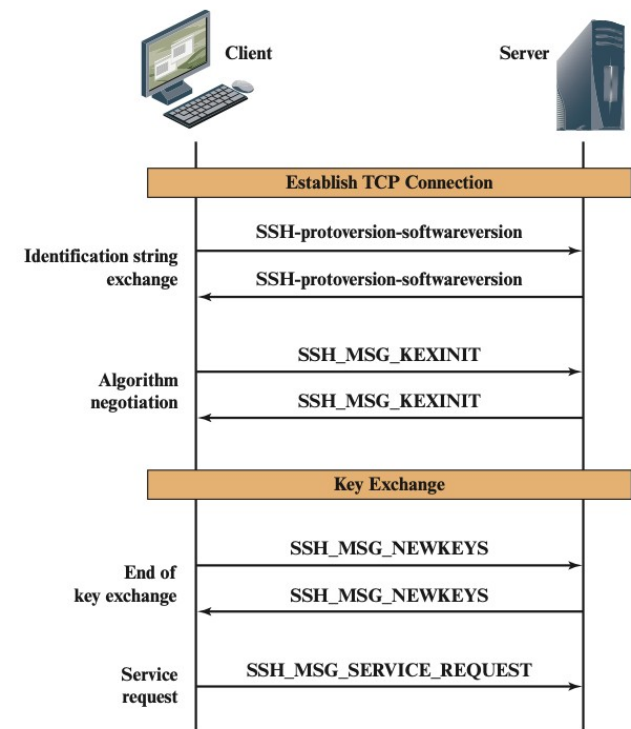 Client
Server
Establish TCP Connection
SSH-protoversion-softwareversion
Identification string
exchange
SSH-protoversion-softwareversion
SSH_MSG_KEXINIT
Algorithm
negotiation
SSH_MSG_KEXINIT
Key Exchange
SSH_MSG_NEWKEYS
End of
key exchange
SSH_MSG_NEWKEYS
SSH_MSG_SERVICE_REQUEST
Service
request